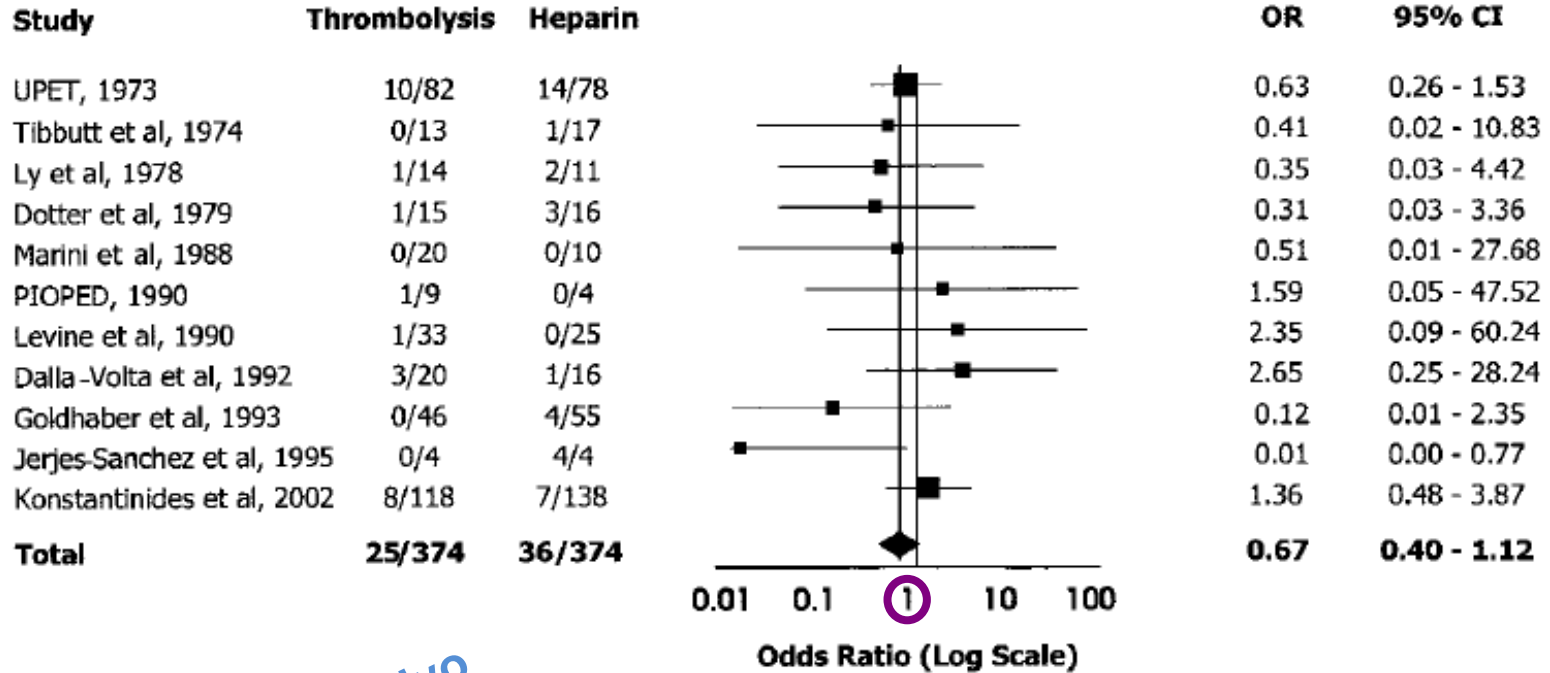 Study Thrombolysis Heparin OR 95% CI
UPET, 1973 10/82 14/78 0.63 0.26 - 1.53
Tibbutt et al, 1974 0/13 1/17 0.41 0.02 - 10.83
Ly et al, 1978 1/14 2/11 0.35 0.03 - 4.42
Dotter et al, 1979 1/15 3/16 0.31 0.03 - 3.36
Marini et al, 1988 0/20 0/10 0.51 0.01 - 27.68
PIOPED, 1990 1/9 0/4 1.59 0.05 - 47.52
Levine et al, 1990 1/33 0/25 2.35 0.09 - 60.24
Dalla-Volta et al, 1992 3/20 1/16 2.65 0.25 - 28.24
Goldhaber et al, 1993 0/46 4/55 0.12 0.01 - 2.35
Jerjes-Sanchez et al, 1995 0/4 4/4 0.01 0.00 - 0.77
Konstantinides et al, 2002 8/118 7/138 1.36 0.48 - 3.87
Total 25/374 36/374 0.67 0.40 - 1.12
0.01 0.1 1 10 100
Odds Ratio (Log Scale)